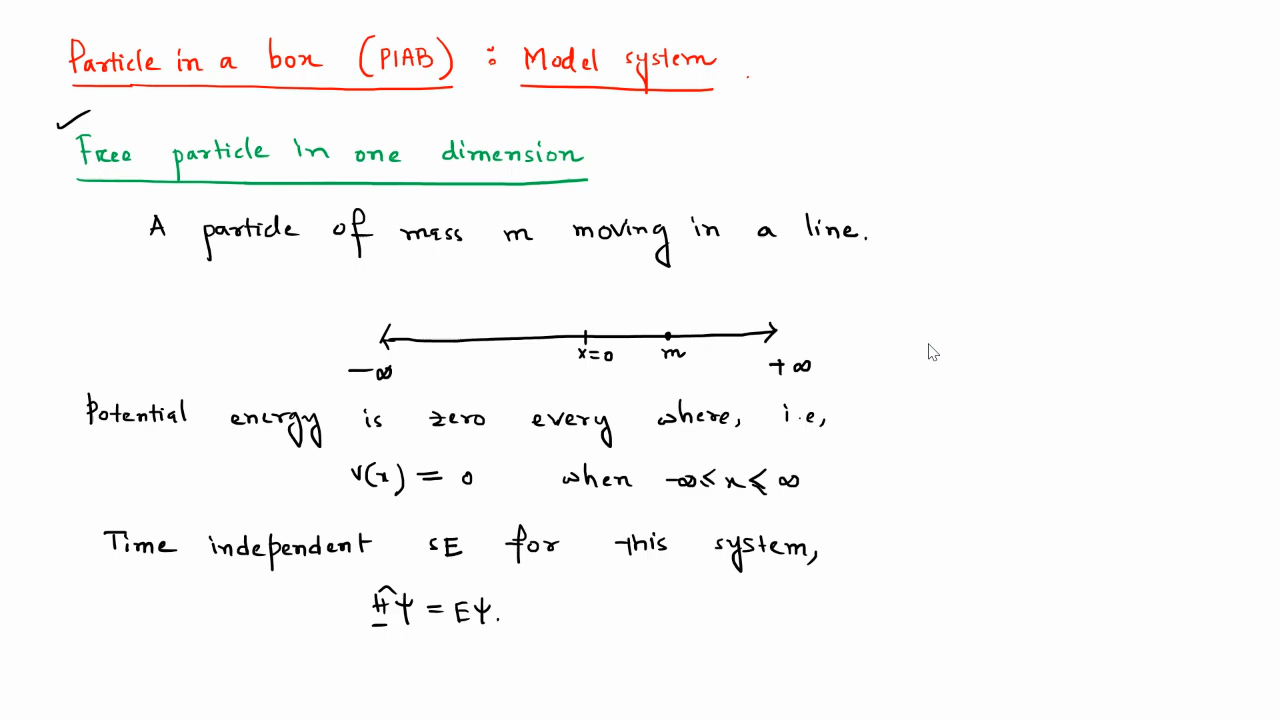 Particle in a box (PIAB) : Model system.
Free particle in one dimension
A particle of mass m moving in a line.
x=0 m
-∞ +∞
Potential energy is zero every where, i.e,
V(x) = 0 when -∞<x<∞
Time independent SE for this system,
Ĥψ = Eψ.